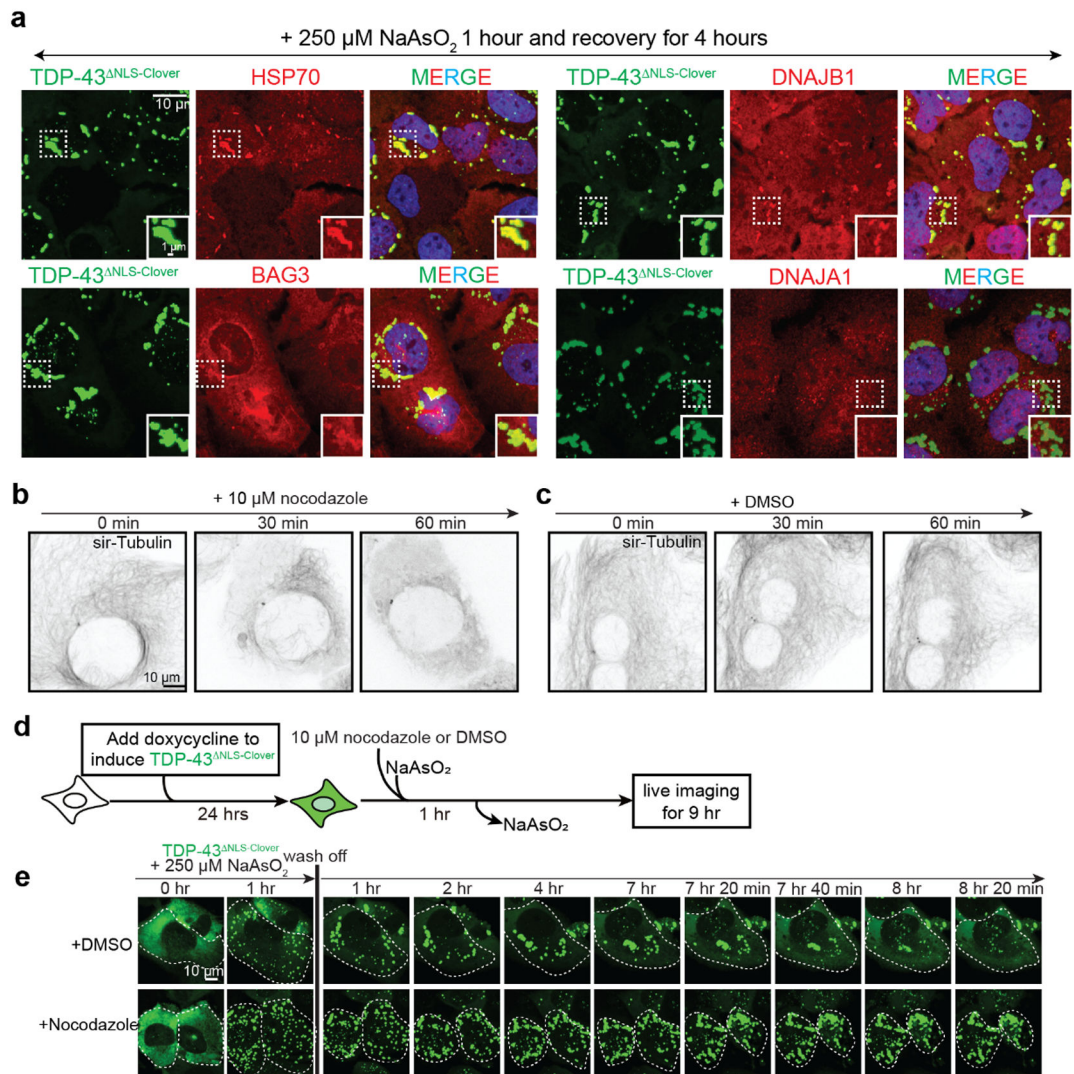 a
+ 250 µM NaAsO₂ 1 hour and recovery for 4 hours
TDP-43ΔNLS-Clover HSP70 MERGE TDP-43ΔNLS-Clover DNAJB1 MERGE
10 µm
1 µm
TDP-43ΔNLS-Clover BAG3 MERGE TDP-43ΔNLS-Clover DNAJA1 MERGE
b
+ 10 µM nocodazole
0 min 30 min 60 min
sir-Tubulin
10 µm
c
+ DMSO
0 min 30 min 60 min
sir-Tubulin
d
Add doxycycline to
induce TDP-43ΔNLS-Clover
24 hrs
10 µM nocodazole or DMSO
NaAsO₂
1 hr
NaAsO₂
live imaging
for 9 hr
e
TDP-43ΔNLS-Clover
+ 250 µM NaAsO₂
wash off
0 hr 1 hr 1 hr 2 hr 4 hr 7 hr 7 hr 20 min 7 hr 40 min 8 hr 8 hr 20 min
+DMSO
10 µm
+Nocodazole